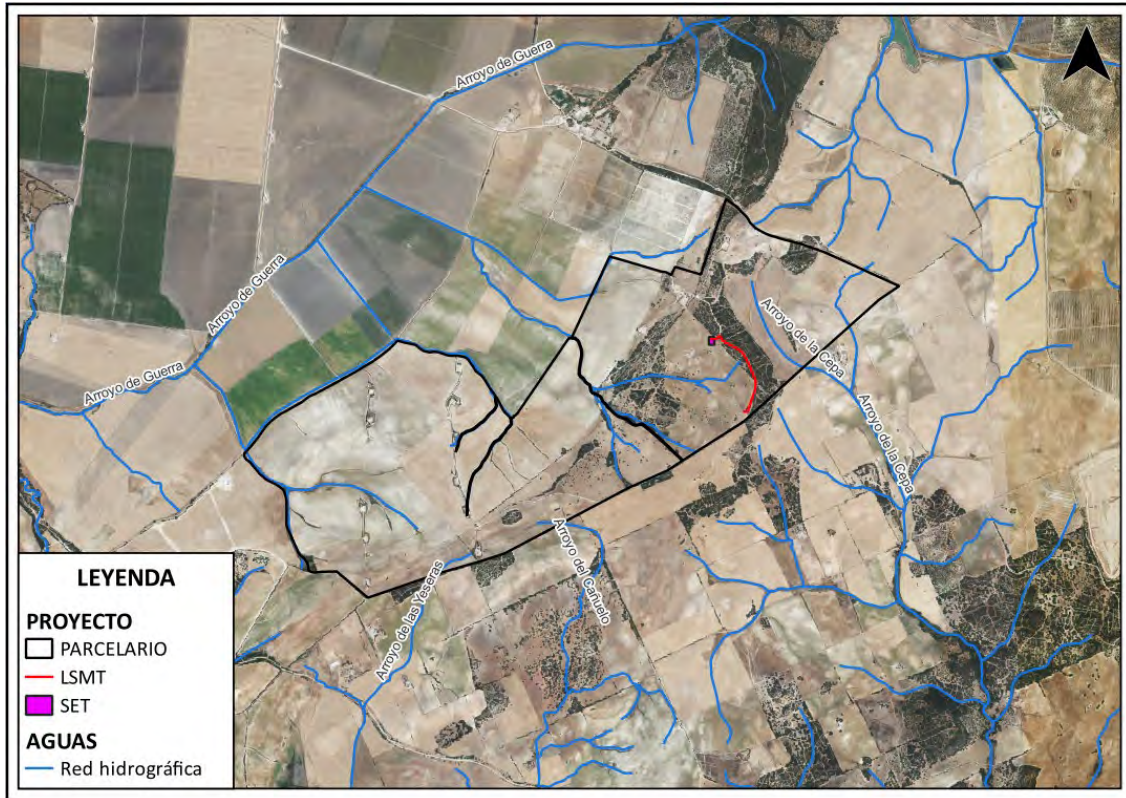 Arroyo de Guerra
Arroyo de Guerra
Arroyo de Guerra
Arroyo de la Cepa
Arroyo de la Cepa
Arroyo del Cañuelo
Arroyo de las Yeseras
LEYENDA
PROYECTO
PARCELARIO
LSMT
SET
AGUAS
Red hidrográfica